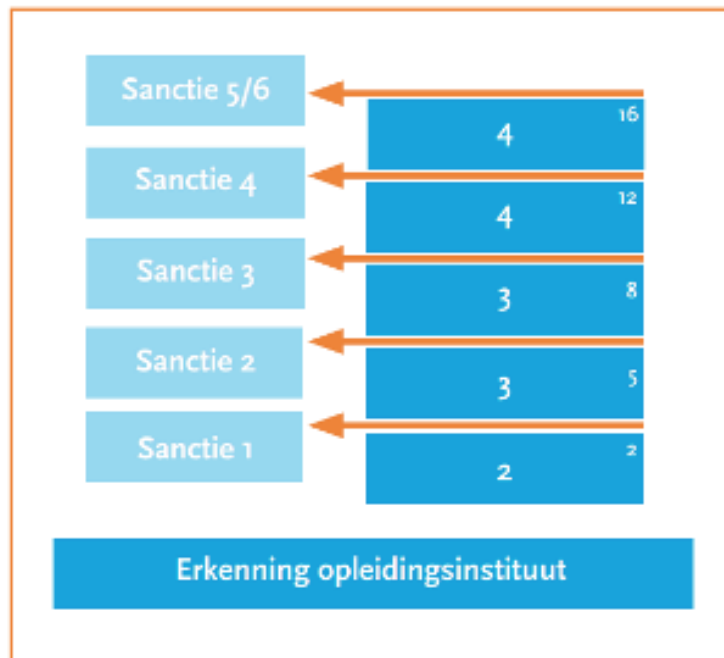 Sanctie 5/6
16
4
Sanctie 4
12
4
Sanctie 3
8
3
Sanctie 2
5
3
Sanctie 1
2
2
Erkenning opleidingsinstituut